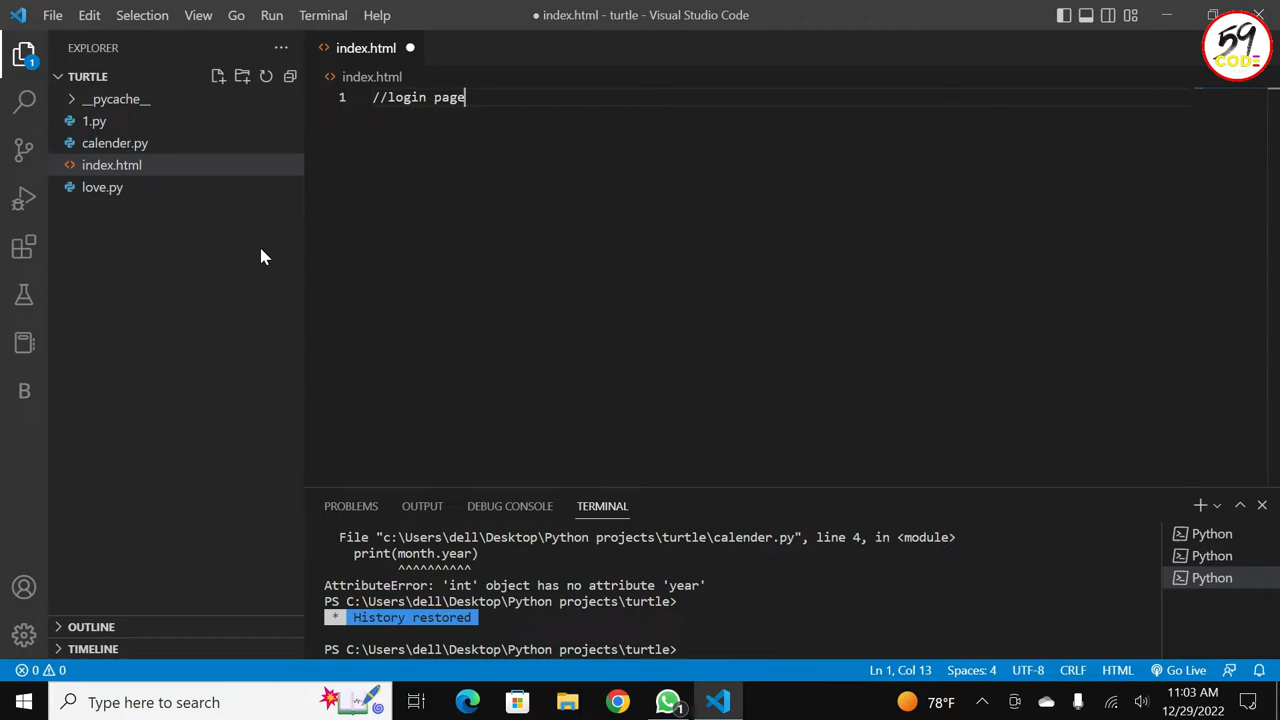 File Edit Selection View Go Run Terminal Help
● index.html - turtle - Visual Studio Code
59
CODE
EXPLORER
TURTLE
__pycache__
1.py
calender.py
index.html
love.py
OUTLINE
TIMELINE
1
index.html
index.html
1 //login page
PROBLEMS OUTPUT DEBUG CONSOLE TERMINAL
File "c:\Users\dell\Desktop\Python projects\turtle\calender.py", line 4, in <module>
print(month.year)
^^^^^^^^^^
AttributeError: 'int' object has no attribute 'year'
PS C:\Users\dell\Desktop\Python projects\turtle>
* History restored
PS C:\Users\dell\Desktop\Python projects\turtle>
Python
Python
Python
0 0 Ln 1, Col 13 Spaces: 4 UTF-8 CRLF HTML Go Live
Type here to search
1
78°F
11:03 AM
12/29/2022